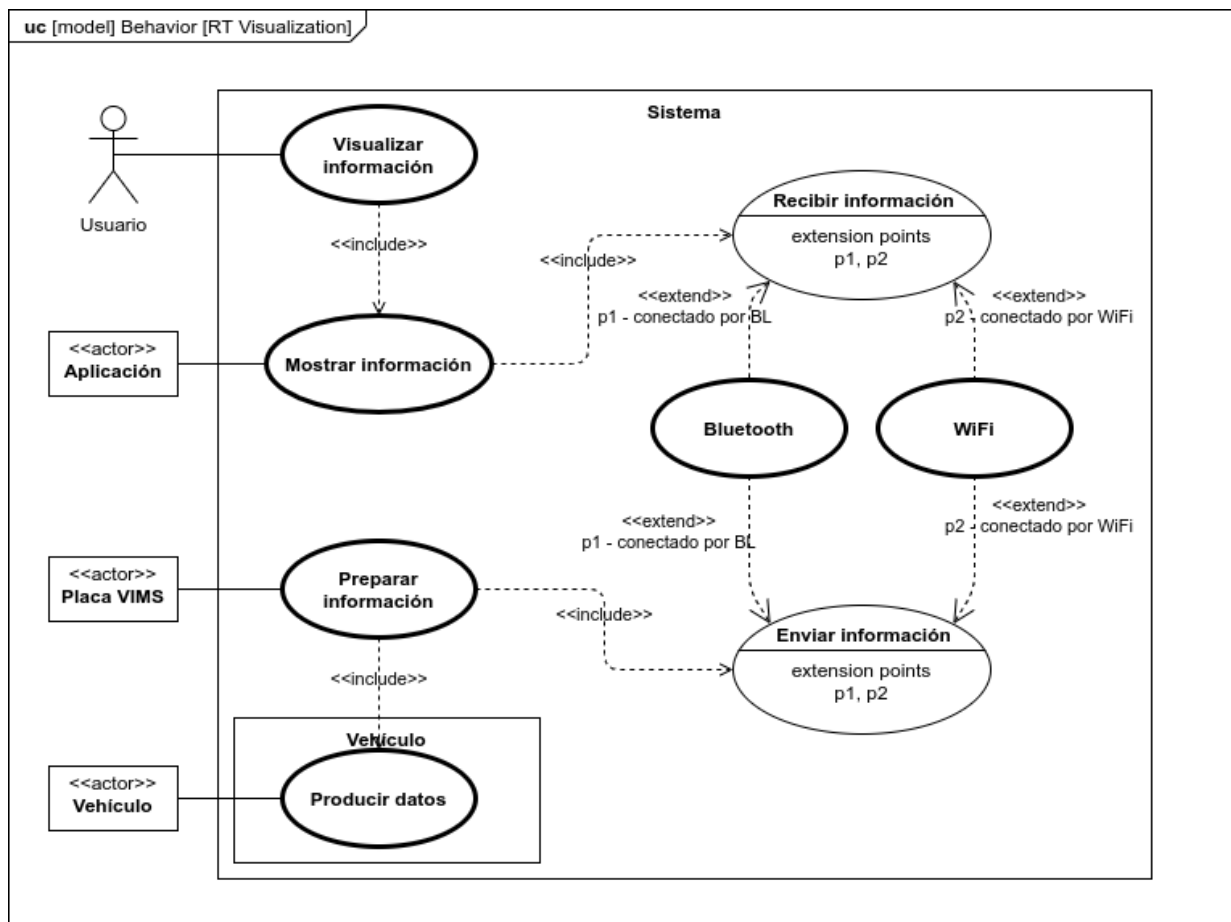 uc [model] Behavior [RT Visualization]
Sistema
Visualizar
información
Usuario
<<include>>
Recibir información
extension points
p1, p2
<<include>>
<<extend>>
p1 - conectado por BL
<<extend>>
p2 - conectado por WiFi
<<actor>>
Aplicación
Mostrar información
Bluetooth
WiFi
<<extend>>
p1 - conectado por BL
<<extend>>
p2 - conectado por WiFi
<<actor>>
Placa VIMS
Preparar
información
<<include>>
Enviar información
extension points
p1, p2
<<include>>
Vehículo
<<actor>>
Vehículo
Producir datos